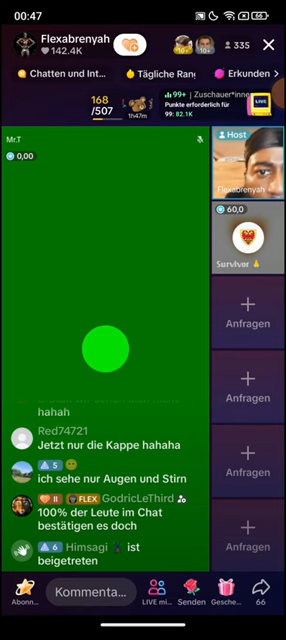 00:47
66
Flexabrenyah
142.4K
10+
10+
335
Chatten und Int...
Tägliche Rang
Erkunden >
168
/507
1h47m
99+ | Zuschauer*innen
Punkte erforderlich für
99: 82.1K
LIVE
Mr.T
0,00
Host
Flexabrenyah
60,0
Survivor
Anfragen
Anfragen
Anfragen
Anfragen
hahah
Red74721
Jetzt nur die Kappe hahaha
5
ich sehe nur Augen und Stirn
II FLEX GodricLeThird
100% der Leute im Chat
bestätigen es doch
6 Himsagi ist
beigetreten
Kommenta...
Abonn...
LIVE mi...
Senden
Gesche...
66